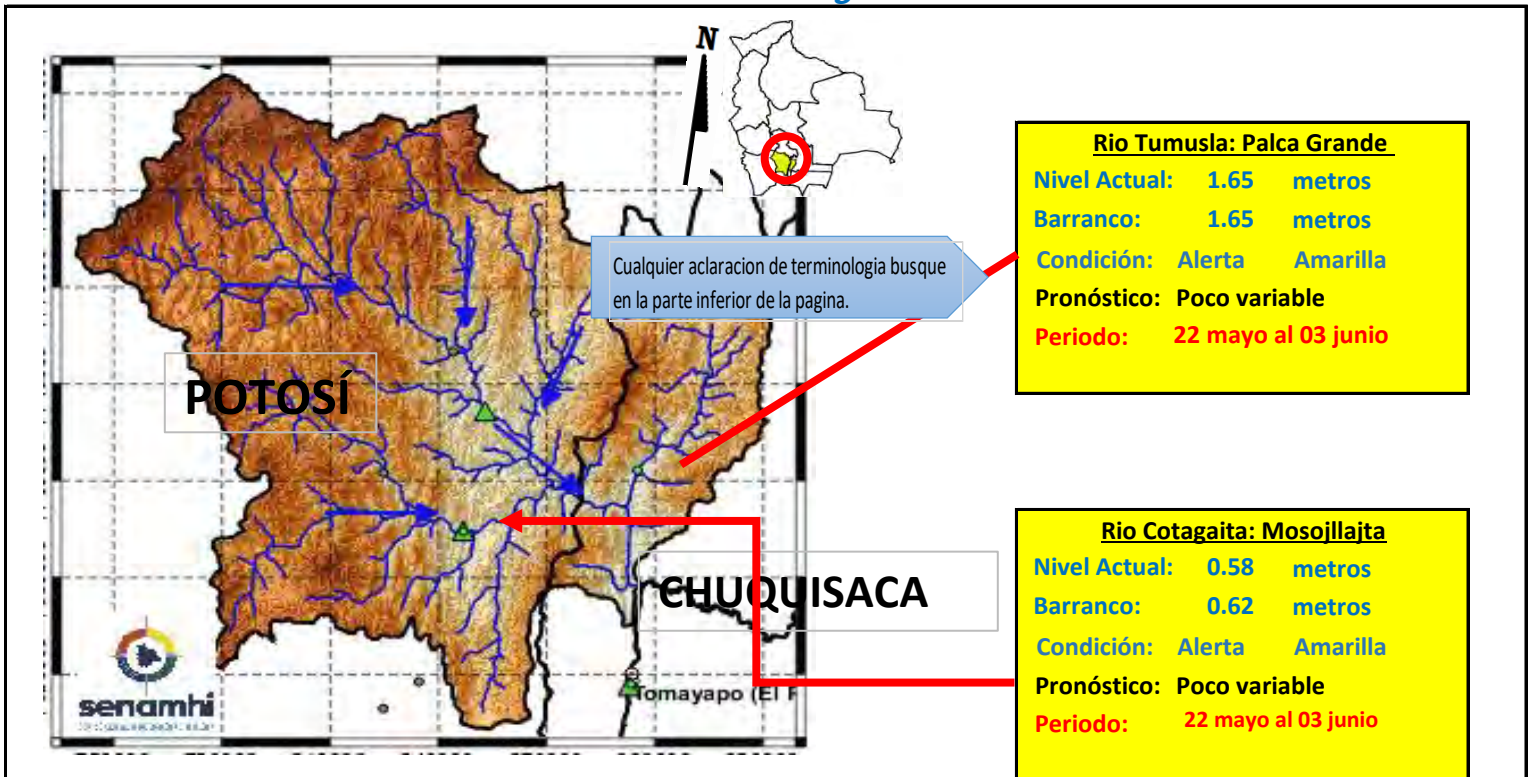 N
Cualquier aclaracion de terminologia busque
en la parte inferior de la pagina.
POTOSÍ
CHUQUISACA
Tomayapo (El
senamhi
Rio Tumusla: Palca Grande
Nivel Actual: 1.65 metros
Barranco: 1.65 metros
Condición: Alerta Amarilla
Pronóstico: Poco variable
Periodo: 22 mayo al 03 junio
Rio Cotagaita: Mosojllajta
Nivel Actual: 0.58 metros
Barranco: 0.62 metros
Condición: Alerta Amarilla
Pronóstico: Poco variable
Periodo: 22 mayo al 03 junio